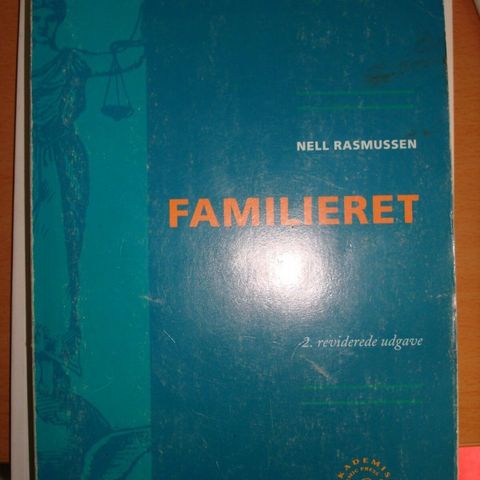 NELL RASMUSSEN
FAMILIERET
2. reviderede udgave